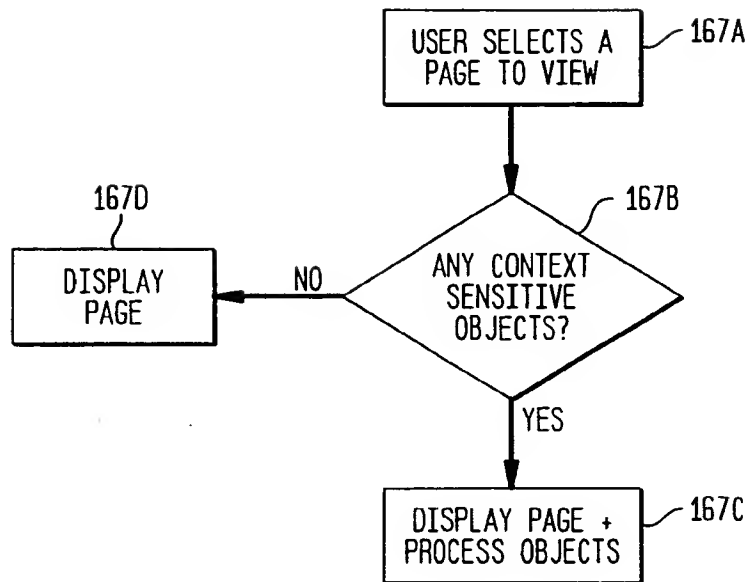 USER SELECTS A
PAGE TO VIEW
167A
167D
167B
DISPLAY
PAGE
NO
ANY CONTEXT
SENSITIVE
OBJECTS?
YES
DISPLAY PAGE +
PROCESS OBJECTS
167C